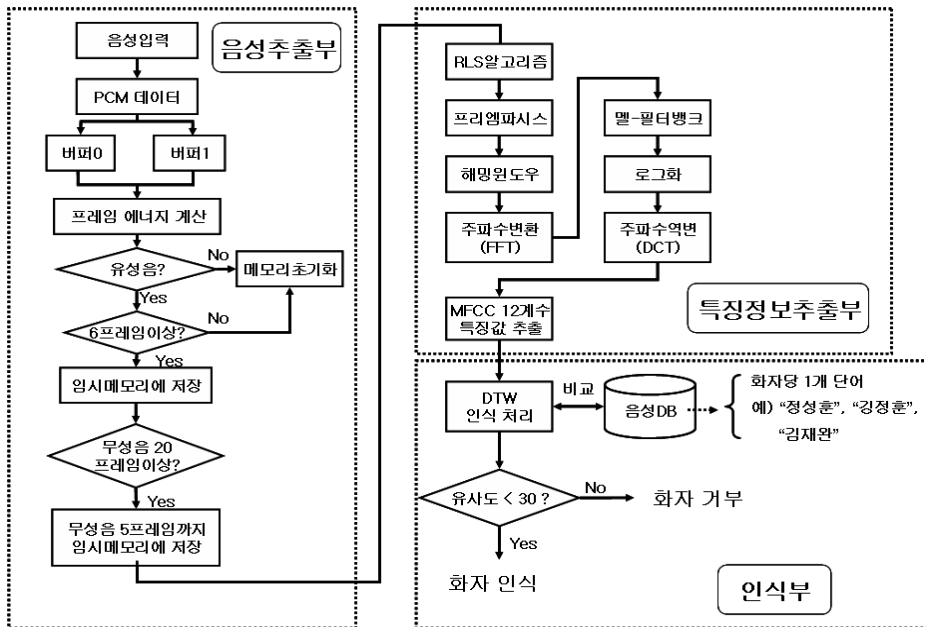 음성추출부
음성입력
PCM 데이터
버퍼0
버퍼1
프레임 에너지 계산
유성음?
No
메모리초기화
Yes
6프레임이상?
No
Yes
임시메모리에 저장
무성음 20
프레임이상?
Yes
무성음 5프레임까지
임시메모리에 저장
RLS알고리즘
프리엠파시스
해밍윈도우
주파수변환
(FFT)
멜-필터뱅크
로그화
주파수역변
(DCT)
MFCC 12계수
특징값 추출
특징정보추출부
DTW
인식 처리
비교
음성DB
화자당 1개 단어
예) “정성훈”, “김정훈”,
“김재완”
유사도 < 30 ?
No
화자 거부
Yes
화자 인식
인식부